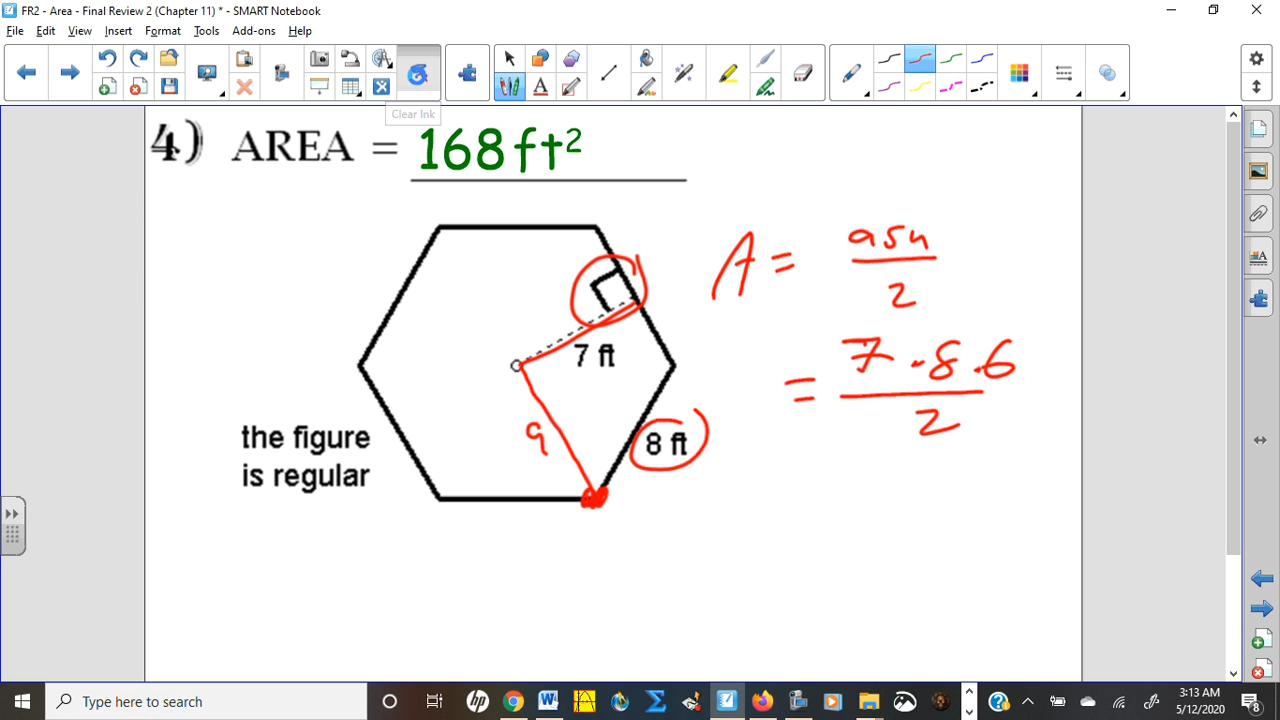 FR2 - Area - Final Review 2 (Chapter 11) * - SMART Notebook
File Edit View Insert Format Tools Add-ons Help
Clear Ink
4) AREA = 168 ft²
A = asn
2
7 ft
= 7 · 8 · 6
2
9
8 ft
the figure
is regular
Type here to search
3:13 AM
5/12/2020
8